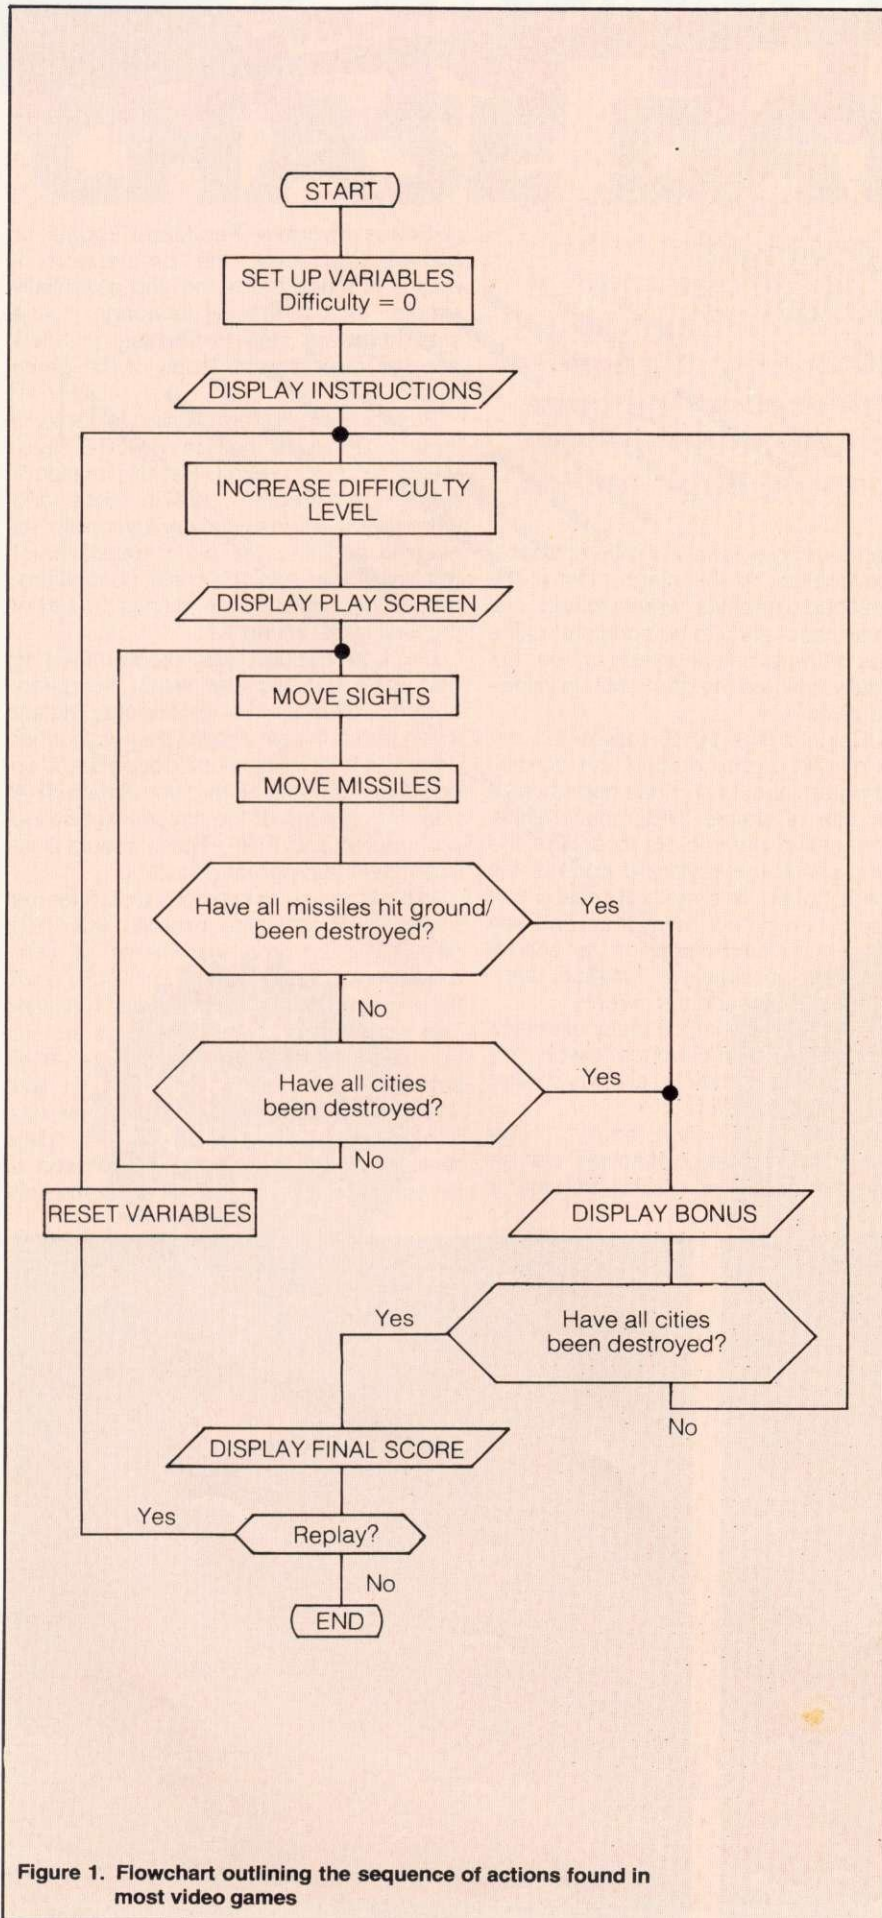 START
SET UP VARIABLES
Difficulty = 0
DISPLAY INSTRUCTIONS
INCREASE DIFFICULTY
LEVEL
DISPLAY PLAY SCREEN
MOVE SIGHTS
MOVE MISSILES
Have all missiles hit ground/
been destroyed?
Yes
No
Have all cities
been destroyed?
Yes
No
RESET VARIABLES
DISPLAY BONUS
Have all cities
been destroyed?
Yes
No
DISPLAY FINAL SCORE
Replay?
Yes
No
END
Figure 1. Flowchart outlining the sequence of actions found in
most video games